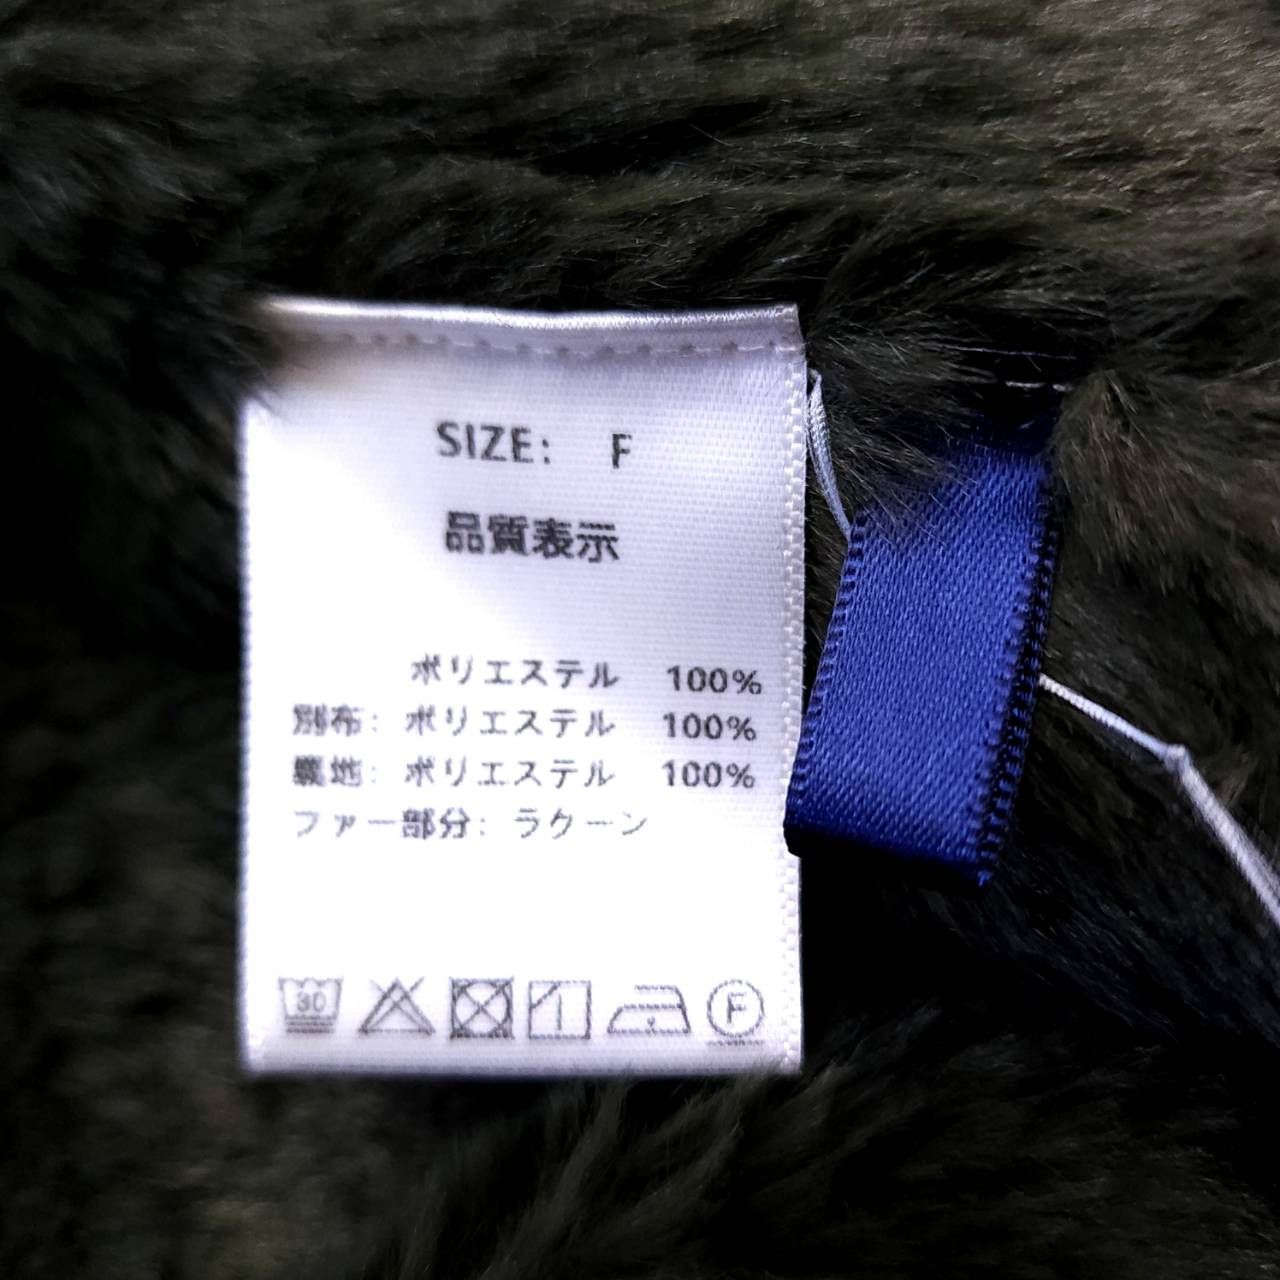 SIZE: F
品質表示
ポリエステル 100%
別布: ポリエステル 100%
裏地: ポリエステル 100%
ファー部分: ラクーン
30 F